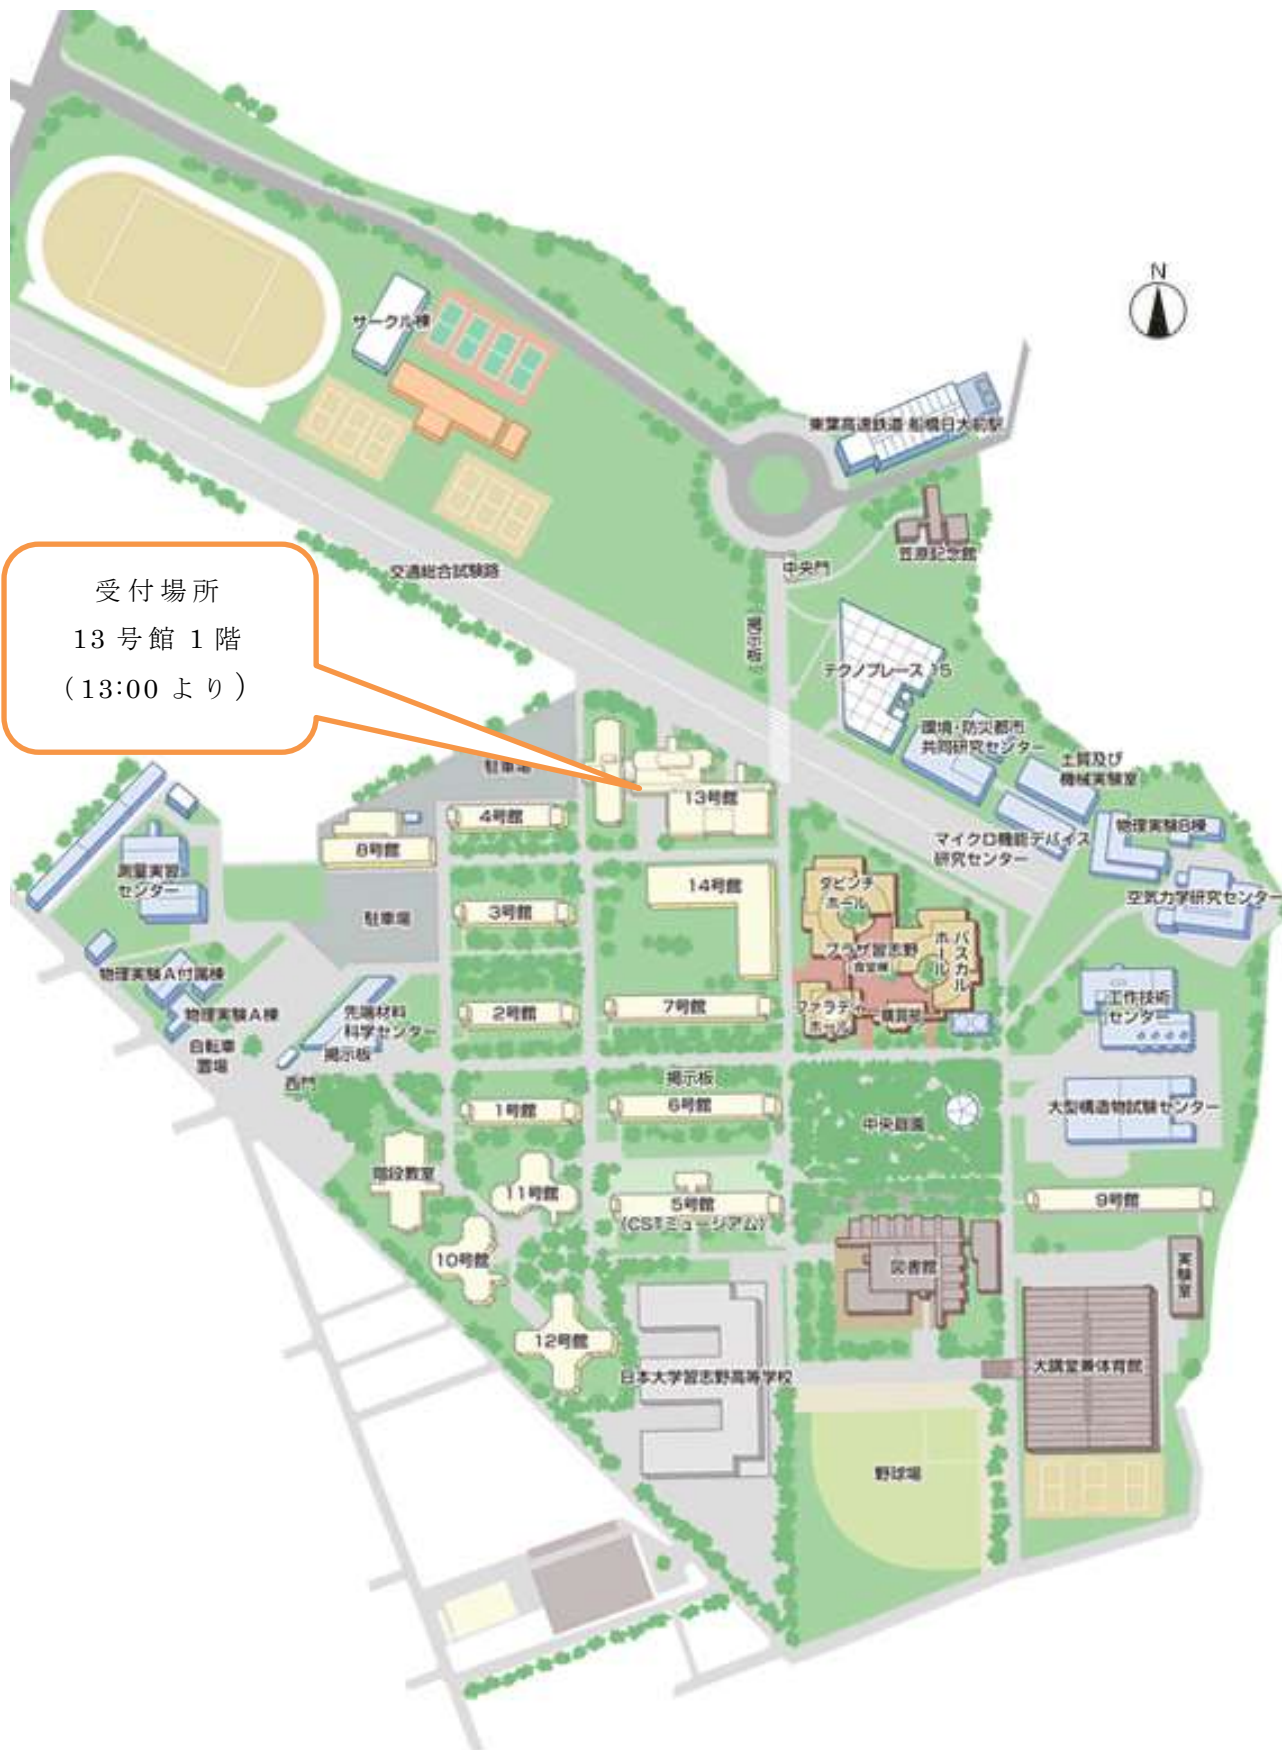 N
サークル棟
東葉高速鉄道 船橋日大前駅
笠原記念館
中央門
交通総合試験路
受付場所
13 号館 1 階
(13:00 より)
掲示板
テクノプレース 15
環境・防災都市
共同研究センター
土質及び
機械実験室
駐車場
13号館
4号館
マイクロ機能デバイス
研究センター
物理実験B棟
8号館
測量実習
センター
14号館
ダビンチ
ホール
空気力学研究センター
駐車場
3号館
プラザ習志野
食堂棟
パスカル
ホール
物理実験A付属棟
物理実験A棟
自転車
置場
先端材料
科学センター
掲示板
西門
2号館
7号館
ファラデイ
ホール
購買部
工作技術
センター
掲示板
1号館
6号館
中央庭園
大型構造物試験センター
階段教室
11号館
5号館
(CSTミュージアム)
9号館
10号館
図書館
実験室
12号館
日本大学習志野高等学校
大講堂兼体育館
野球場